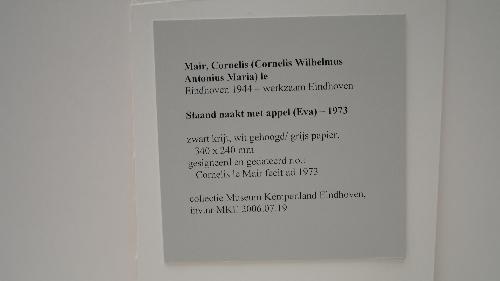 Mair, Cornelis (Cornelis Wilhelmus
Antonius Maria) le
Eindhoven 1944 – werkzaam Eindhoven
Staand naakt met appel (Eva) – 1973
zwart krijt, wit gehoogd/ grijs papier,
340 x 240 mm
gesigneerd en gedateerd r.o.:
Cornelis le Mair fecit ad 1973
collectie Museum Kempenland Eindhoven,
inv.nr MKE 2006.07.19